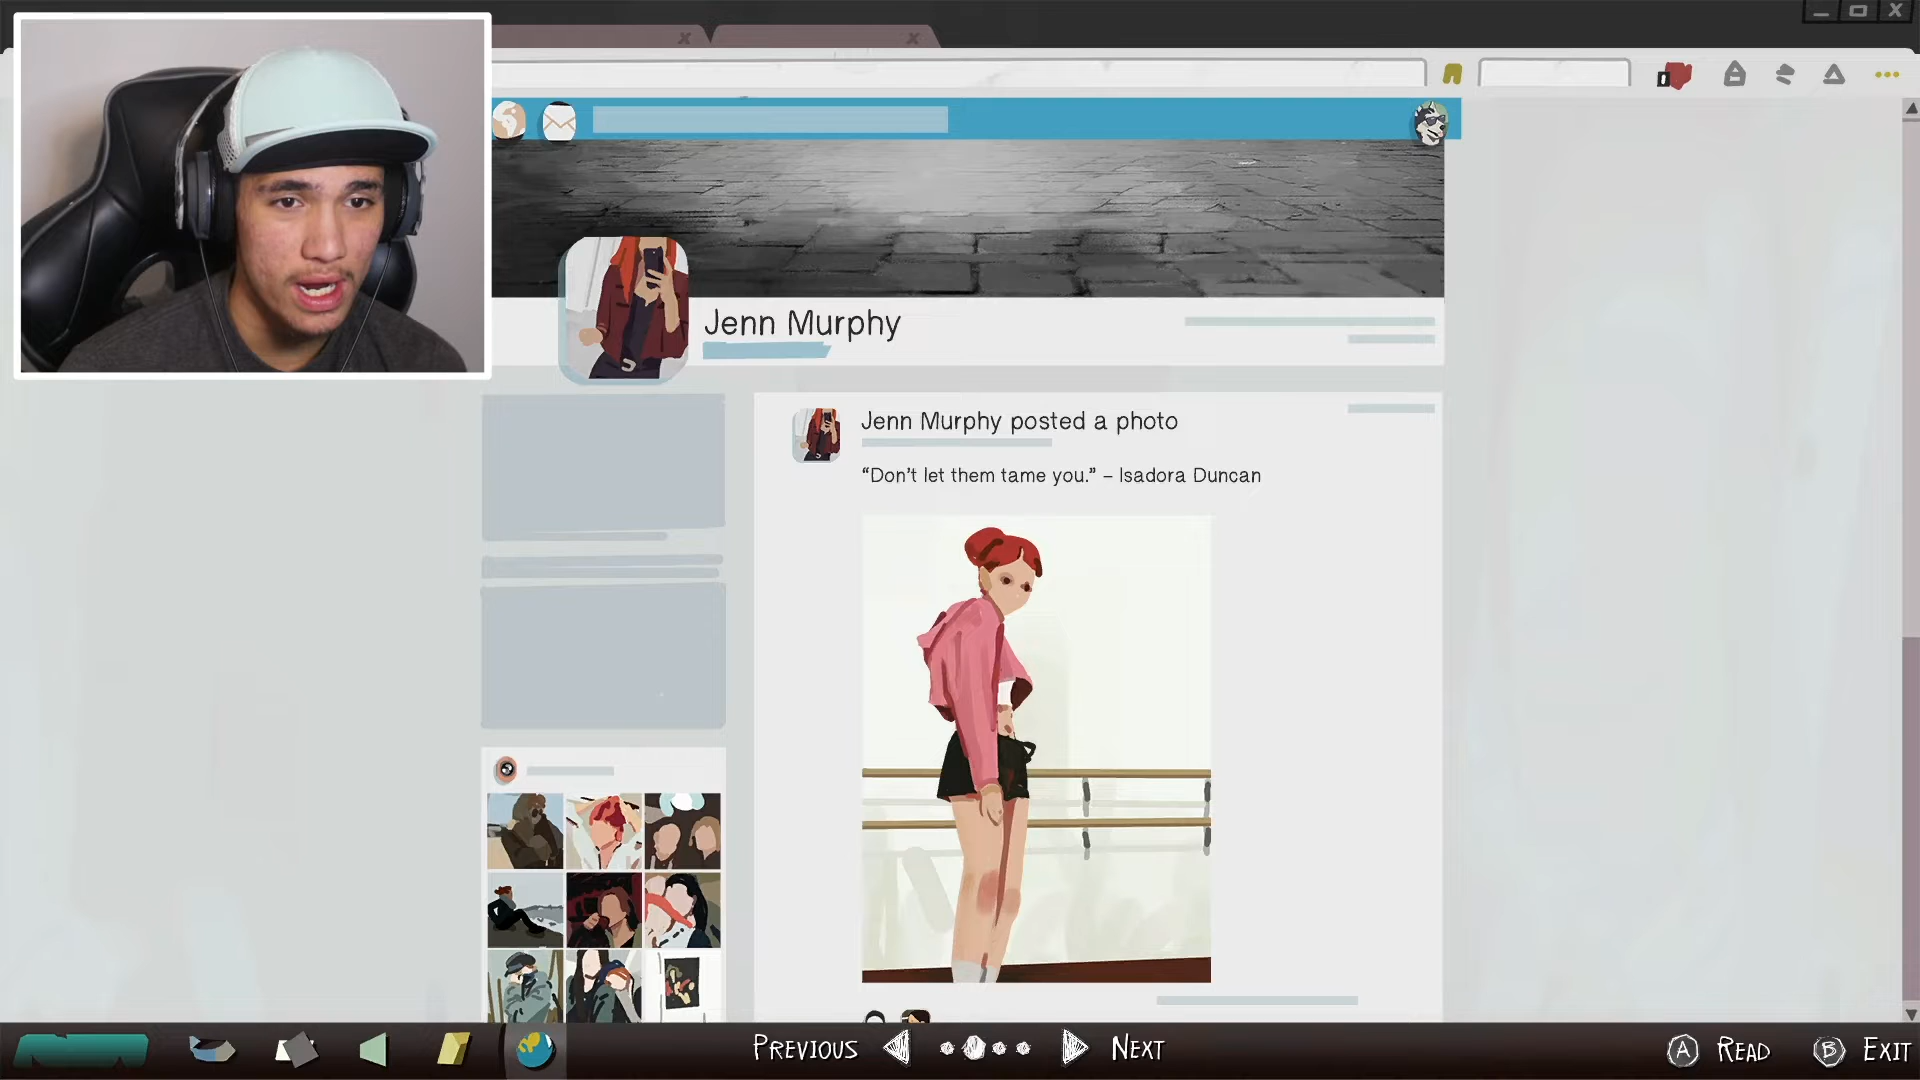 Jenn Murphy
Jenn Murphy posted a photo
“Don't let them tame you.” – Isadora Duncan
PREVIOUS
NEXT
A READ
B EXIT